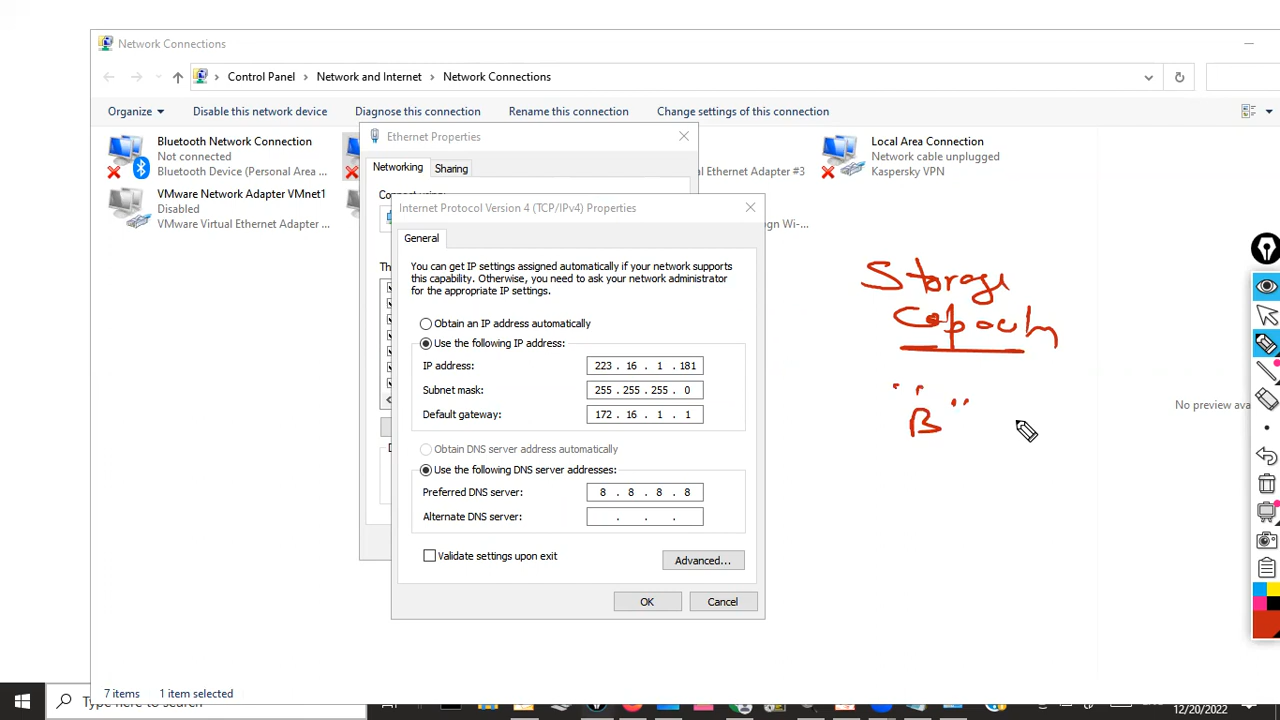 Network Connections
Control Panel > Network and Internet > Network Connections
Organize Disable this network device Diagnose this connection Rename this connection Change settings of this connection
Bluetooth Network Connection
Not connected
Bluetooth Device (Personal Area ...
VMware Network Adapter VMnet1
Disabled
VMware Virtual Ethernet Adapter ...
Ethernet Properties
Networking Sharing
l Ethernet Adapter #3
sign Wi-...
Local Area Connection
Network cable unplugged
Kaspersky VPN
Internet Protocol Version 4 (TCP/IPv4) Properties
General
You can get IP settings assigned automatically if your network supports
this capability. Otherwise, you need to ask your network administrator
for the appropriate IP settings.
Obtain an IP address automatically
Use the following IP address:
IP address: 223 . 16 . 1 . 181
Subnet mask: 255 . 255 . 255 . 0
Default gateway: 172 . 16 . 1 . 1
Obtain DNS server address automatically
Use the following DNS server addresses:
Preferred DNS server: 8 . 8 . 8 . 8
Alternate DNS server: . . .
Validate settings upon exit
Advanced...
OK Cancel
Storage
B
No preview ava
7 items 1 item selected
Type here to search
12/20/2022